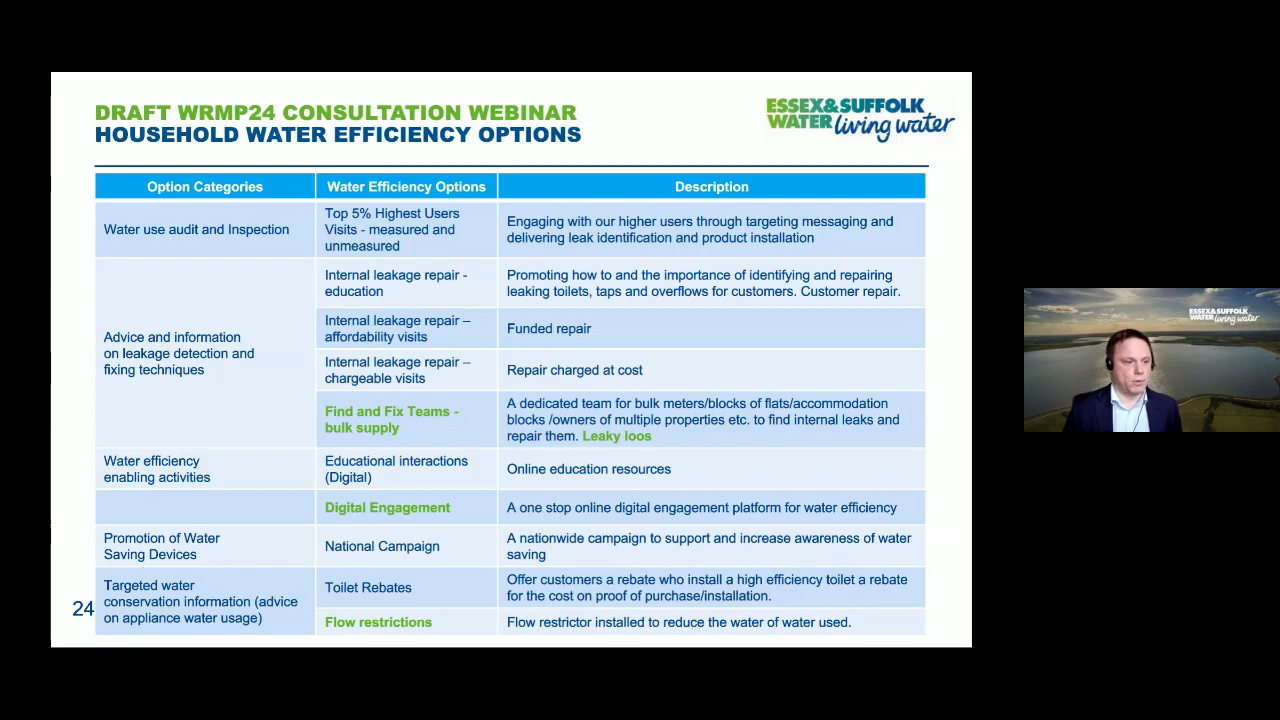 DRAFT WRMP24 CONSULTATION WEBINAR
HOUSEHOLD WATER EFFICIENCY OPTIONS
ESSEX&SUFFOLK
WATER living water
Option Categories
Water Efficiency Options
Description
Water use audit and Inspection
Top 5% Highest Users
Visits - measured and
unmeasured
Engaging with our higher users through targeting messaging and
delivering leak identification and product installation
Advice and information
on leakage detection and
fixing techniques
Internal leakage repair -
education
Promoting how to and the importance of identifying and repairing
leaking toilets, taps and overflows for customers. Customer repair.
Internal leakage repair –
affordability visits
Funded repair
Internal leakage repair –
chargeable visits
Repair charged at cost
Find and Fix Teams -
bulk supply
A dedicated team for bulk meters/blocks of flats/accommodation
blocks /owners of multiple properties etc. to find internal leaks and
repair them. Leaky loos
Water efficiency
enabling activities
Educational interactions
(Digital)
Online education resources
Digital Engagement
A one stop online digital engagement platform for water efficiency
Promotion of Water
Saving Devices
National Campaign
A nationwide campaign to support and increase awareness of water
saving
Targeted water
conservation information (advice
on appliance water usage)
Toilet Rebates
Offer customers a rebate who install a high efficiency toilet a rebate
for the cost on proof of purchase/installation.
Flow restrictions
Flow restrictor installed to reduce the water of water used.
24
ESSEX&SUFFOLK
WATER living water